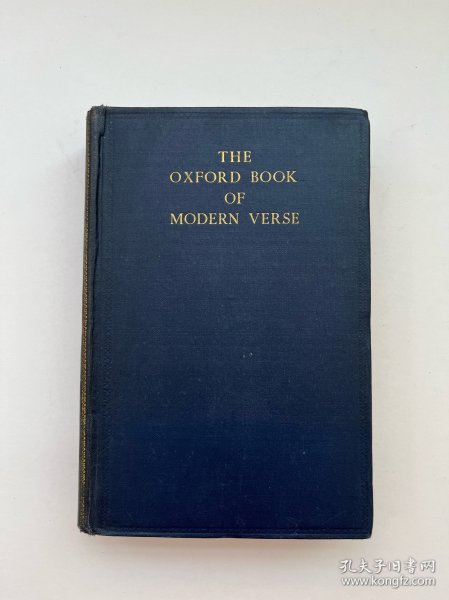 THE
OXFORD BOOK
OF
MODERN VERSE
孔夫子旧书网
www.kongfz.com